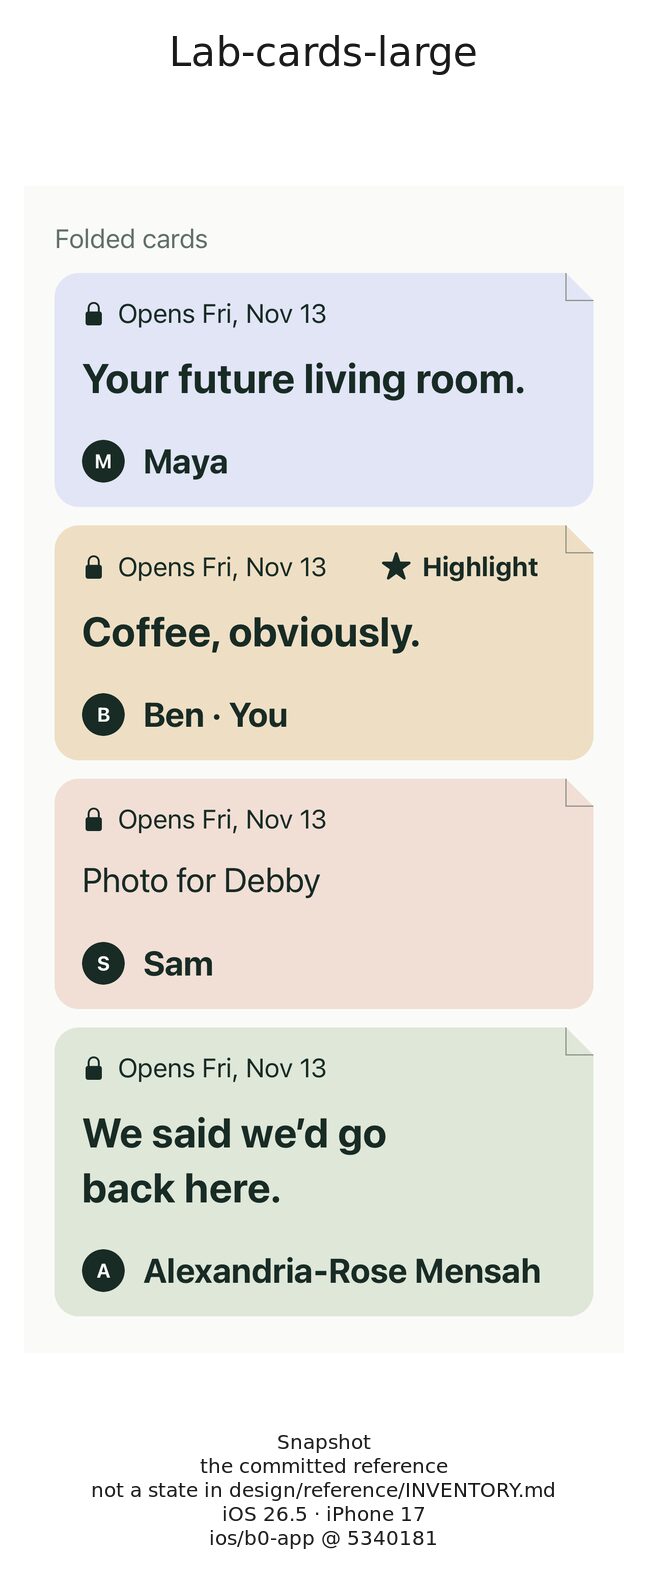 Lab-cards-large
Folded cards
Opens Fri, Nov 13
Your future living room.
M Maya
Opens Fri, Nov 13 ★ Highlight
Coffee, obviously.
B Ben · You
Opens Fri, Nov 13
Photo for Debby
S Sam
Opens Fri, Nov 13
We said we’d go
back here.
A Alexandria-Rose Mensah
Snapshot
the committed reference
not a state in design/reference/INVENTORY.md
iOS 26.5 · iPhone 17
ios/b0-app @ 5340181